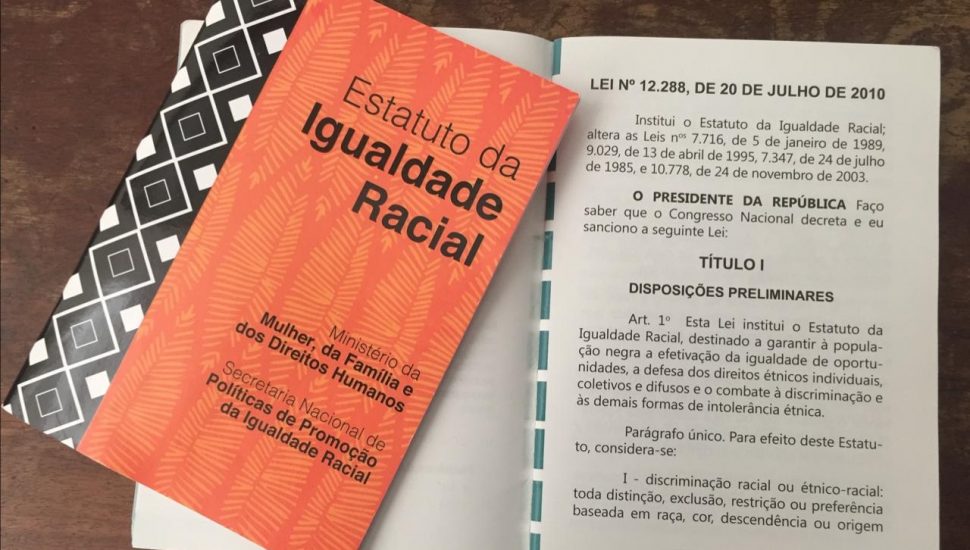 Estatuto da
Igualdade
Racial
Ministério da
Mulher, da Família e
dos Direitos Humanos
Secretaria Nacional de
Políticas de Promoção
da Igualdade Racial
LEI Nº 12.288, DE 20 DE JULHO DE 2010
Institui o Estatuto da Igualdade Racial;
altera as Leis nºs 7.716, de 5 de janeiro de 1989,
9.029, de 13 de abril de 1995, 7.347, de 24 de julho
de 1985, e 10.778, de 24 de novembro de 2003.
O PRESIDENTE DA REPÚBLICA Faço
saber que o Congresso Nacional decreta e eu
sanciono a seguinte Lei:
TÍTULO I
DISPOSIÇÕES PRELIMINARES
Art. 1º Esta Lei institui o Estatuto da
Igualdade Racial, destinado a garantir à popula-
ção negra a efetivação da igualdade de oportu-
nidades, a defesa dos direitos étnicos individuais,
coletivos e difusos e o combate à discriminação e
às demais formas de intolerância étnica.
Parágrafo único. Para efeito deste Estatu-
to, considera-se:
I - discriminação racial ou étnico-racial:
toda distinção, exclusão, restrição ou preferência
baseada em raça, cor, descendência ou origem